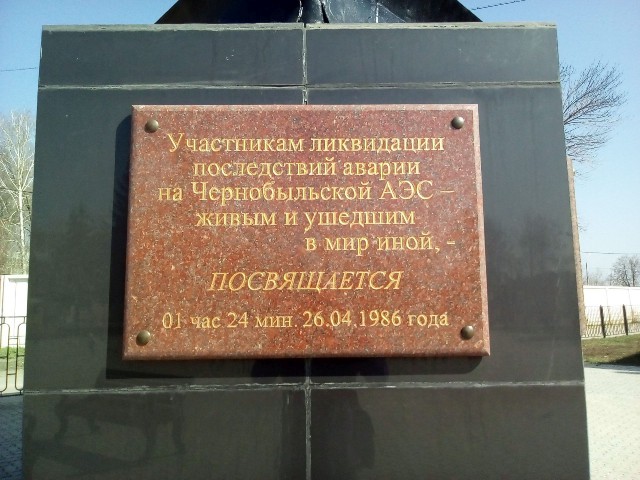 Участникам ликвидации
последствий аварии
на Чернобыльской АЭС –
живым и ушедшим
в мир иной, -
ПОСВЯЩАЕТСЯ
01 час 24 мин. 26.04.1986 года